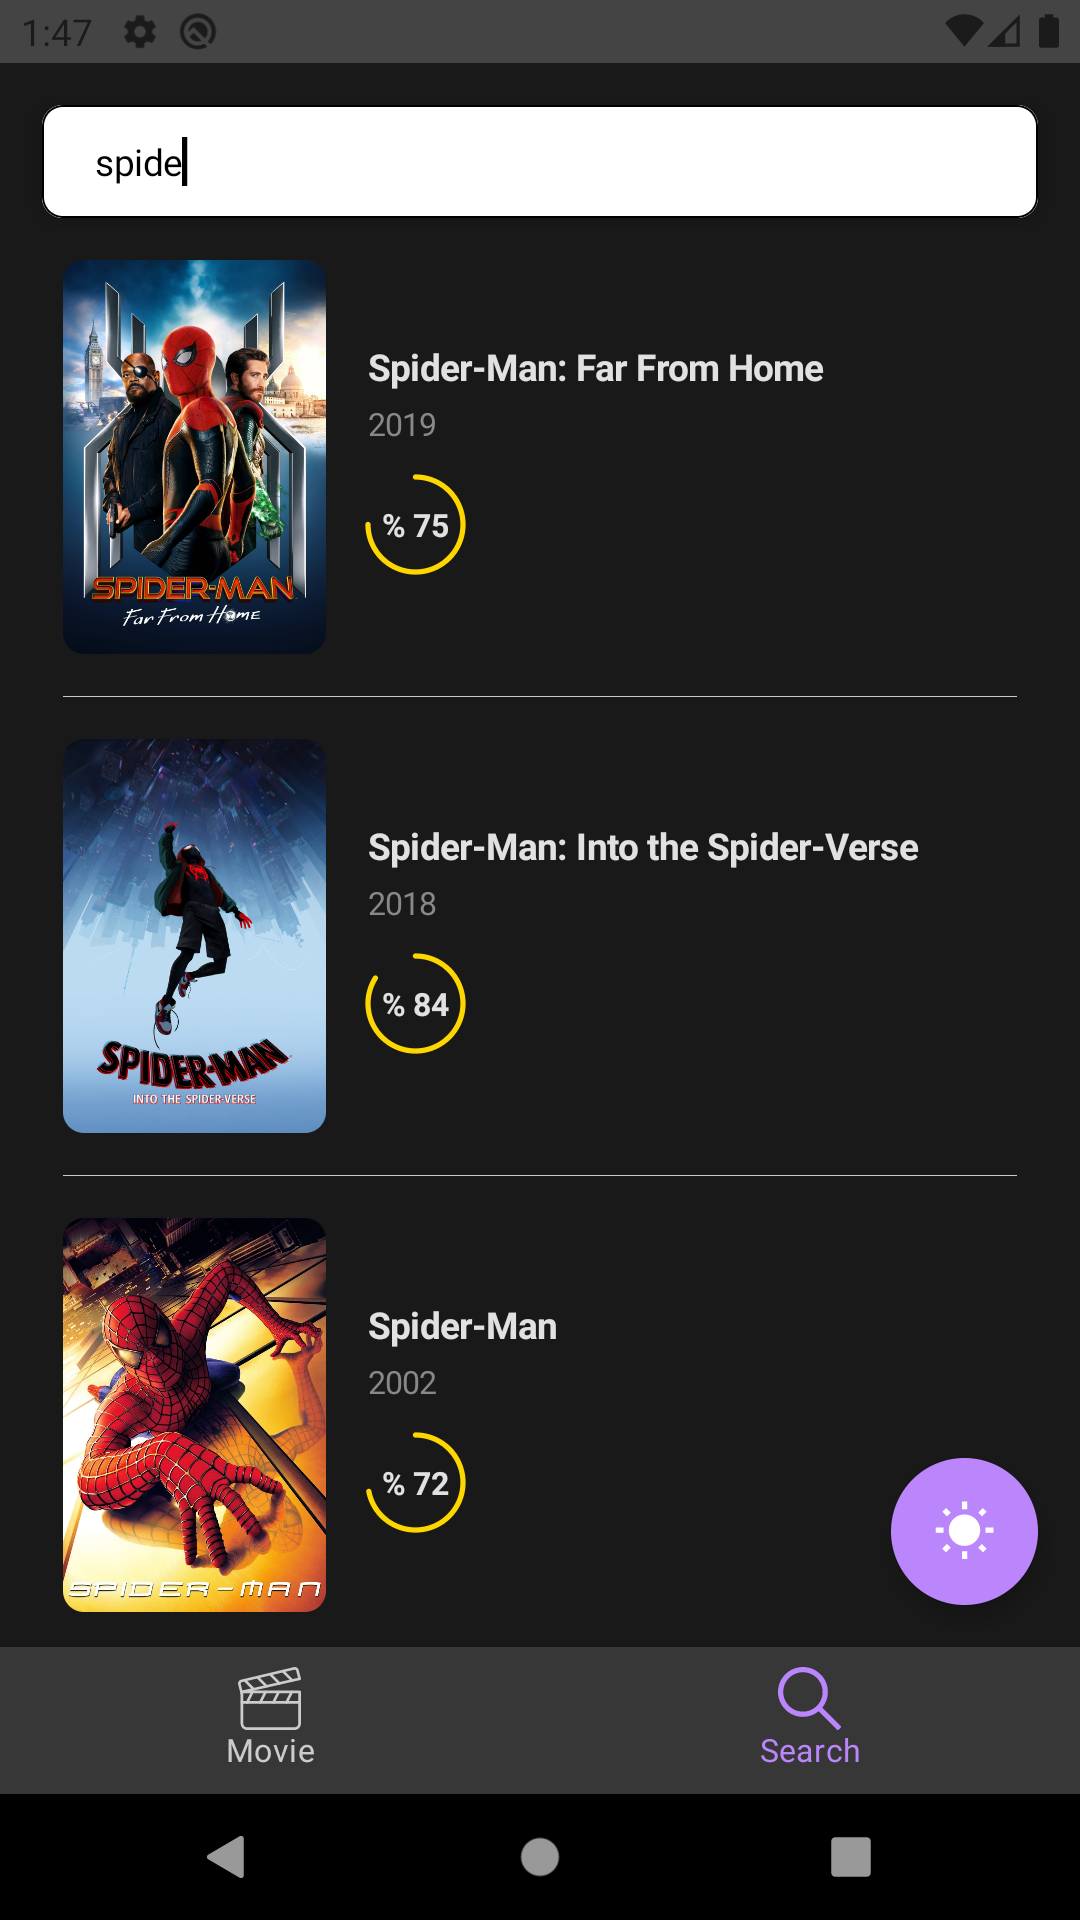 1:47
spide
Spider-Man: Far From Home
2019
% 75
SPIDER-MAN
Far From Home
Spider-Man: Into the Spider-Verse
2018
% 84
SPIDER-MAN
INTO THE SPIDER-VERSE
Spider-Man
2002
% 72
SPIDER-MAN
Movie
Search